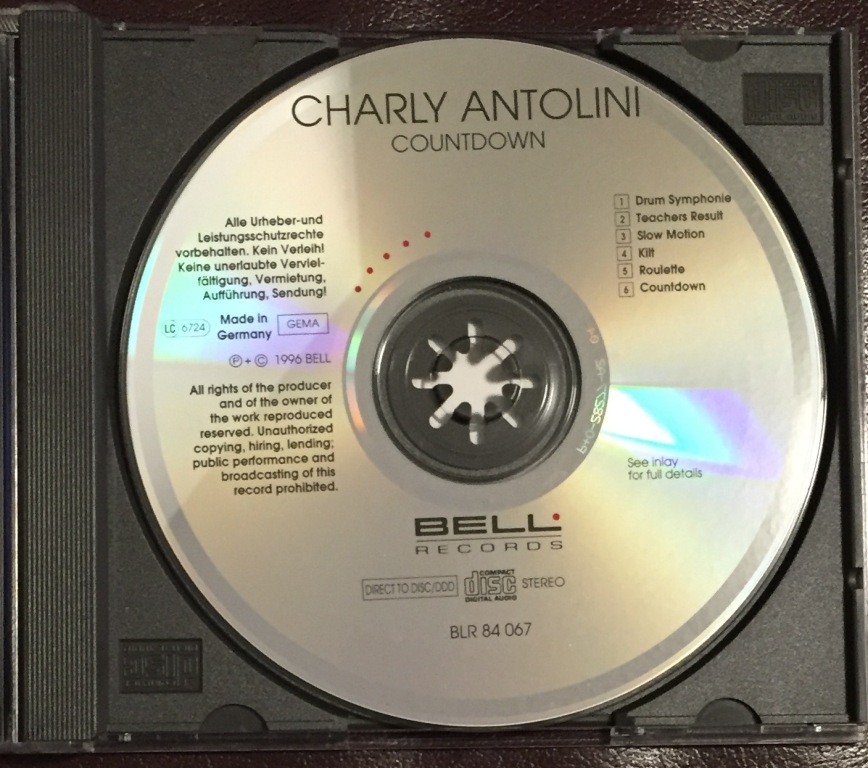 CHARLY ANTOLINI
COUNTDOWN
Alle Urheber-und
Leistungsschutzrechte
vorbehalten. Kein Verleih!
Keine unerlaubte Verviel-
fältigung, Vermietung,
Aufführung, Sendung!
LC 6724
Made in
Germany
GEMA
Ⓟ + © 1996 BELL
All rights of the producer
and of the owner of
the work reproduced
reserved. Unauthorized
copying, hiring, lending;
public performance and
broadcasting of this
record prohibited.
1 Drum Symphonie
2 Teachers Result
3 Slow Motion
4 Kilt
5 Roulette
6 Countdown
See inlay
for full details
BELL
RECORDS
DIRECT TO DISC/DDD
COMPACT
disc
DIGITAL AUDIO
STEREO
BLR 84 067